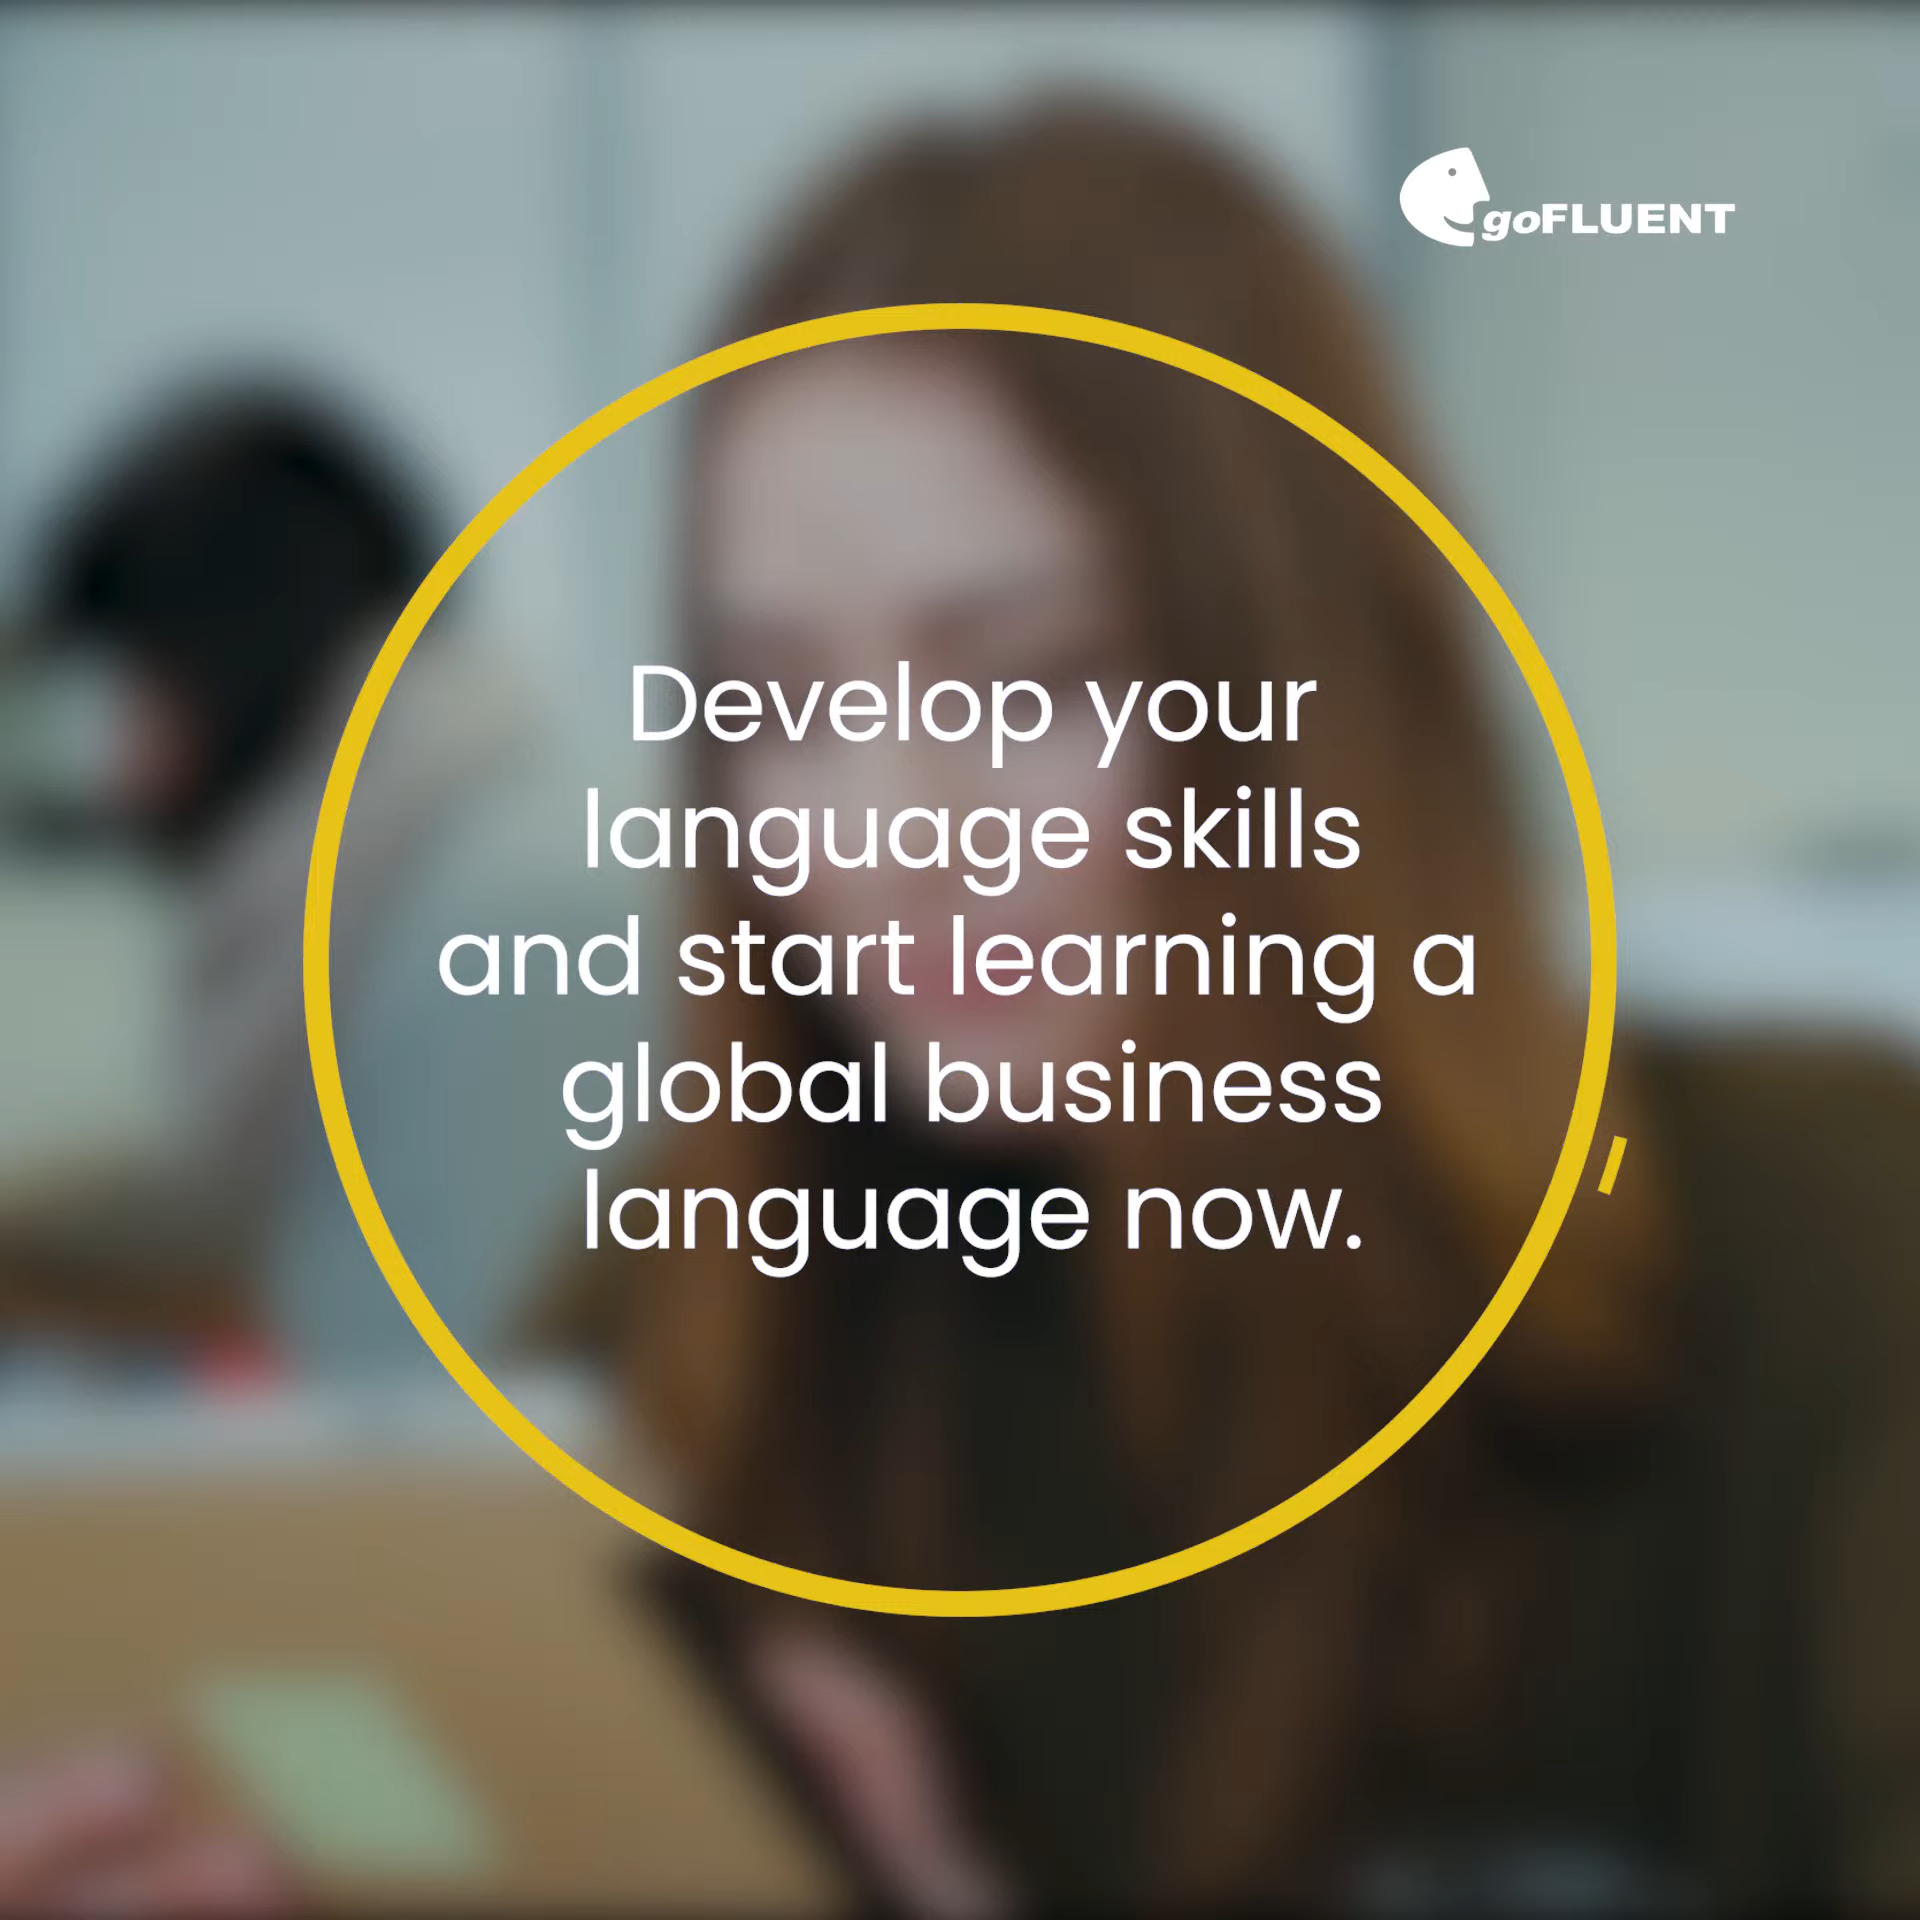 goFLUENT
Develop your
language skills
and start learning a
global business
language now.